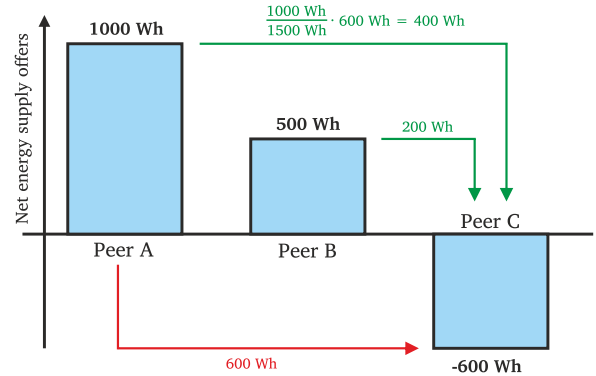 1000 Wh
1500 Wh
· 600 Wh = 400 Wh
1000 Wh
Net energy supply offers
500 Wh
200 Wh
Peer C
Peer A
Peer B
600 Wh
-600 Wh